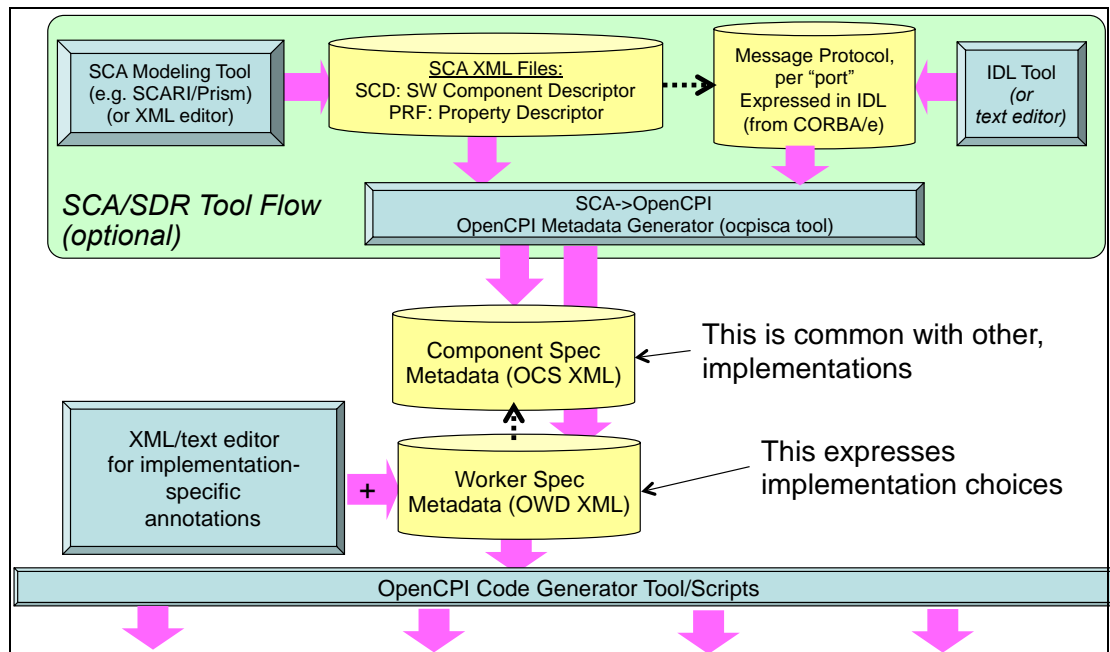 SCA Modeling Tool
(e.g. SCARI/Prism)
(or XML editor)
SCA XML Files:
SCD: SW Component Descriptor
PRF: Property Descriptor
Message Protocol,
per “port”
Expressed in IDL
(from CORBA/e)
IDL Tool
(or
text editor)
SCA/SDR Tool Flow
(optional)
SCA->OpenCPI
OpenCPI Metadata Generator (ocpisca tool)
Component Spec
Metadata (OCS XML)
This is common with other,
implementations
XML/text editor
for implementation-
specific
annotations
+
Worker Spec
Metadata (OWD XML)
This expresses
implementation choices
OpenCPI Code Generator Tool/Scripts